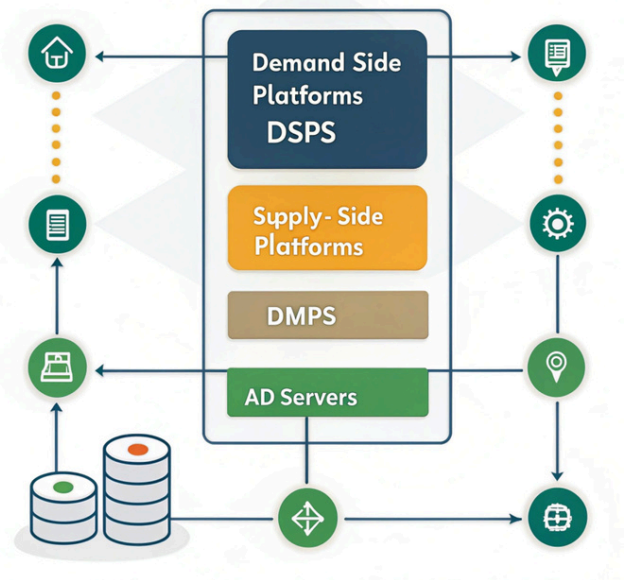 Demand Side
Platforms
DSPS
Supply-Side
Platforms
DMPS
AD Servers